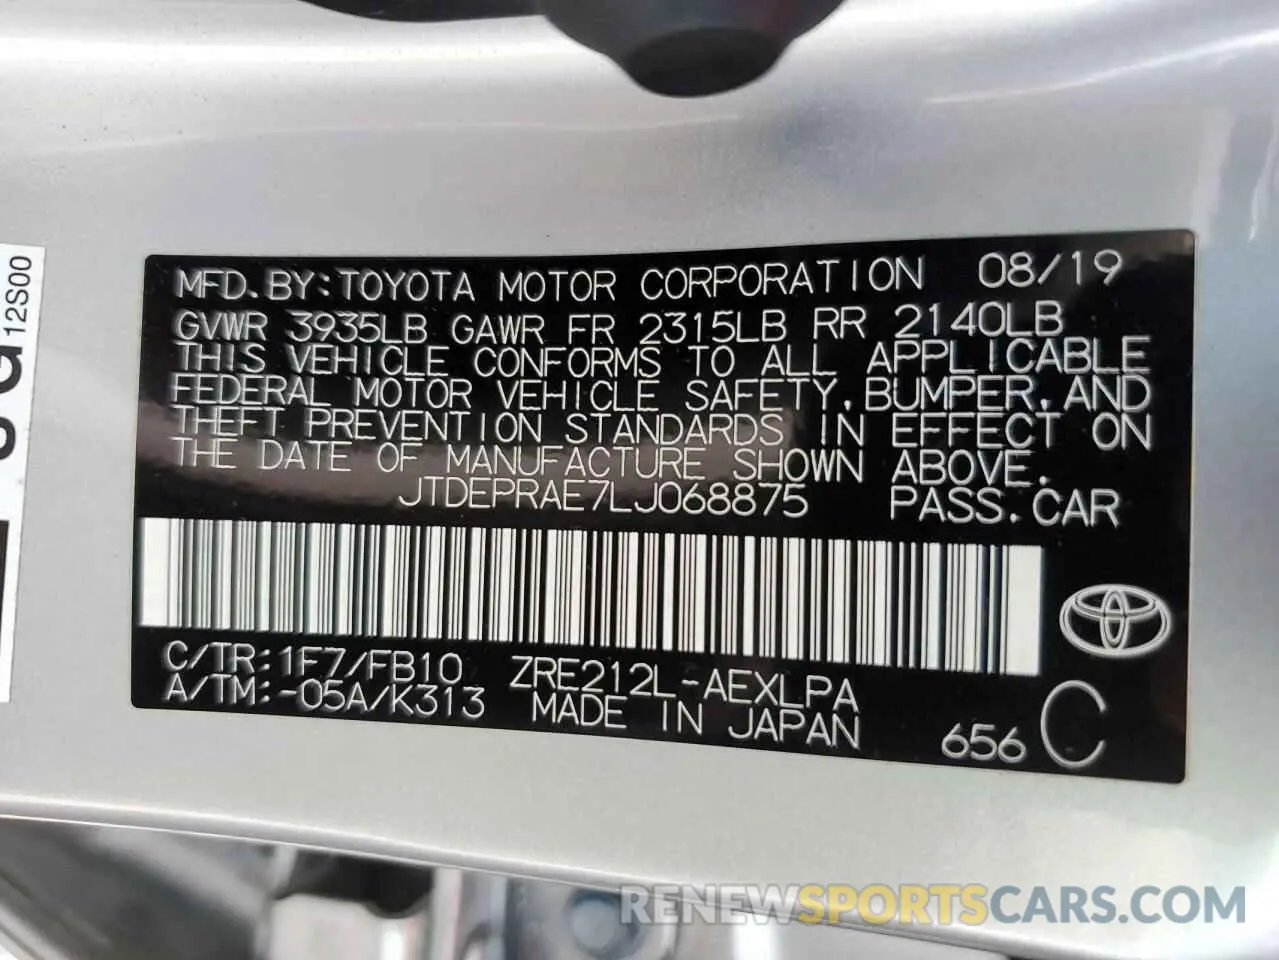 MFD. BY: TOYOTA MOTOR CORPORATION 08/19
GVWR 3935LB GAWR FR 2315LB RR 2140LB
THIS VEHICLE CONFORMS TO ALL APPLICABLE
FEDERAL MOTOR VEHICLE SAFETY, BUMPER, AND
THEFT PREVENTION STANDARDS IN EFFECT ON
THE DATE OF MANUFACTURE SHOWN ABOVE.
JTDEPRAE7LJ068875 PASS. CAR
C/TR: 1F7/FB10 ZRE212L-AEXLPA
A/TM: -05A/K313 MADE IN JAPAN 656 C
12S00
RENEWSPORTSCARS.COM